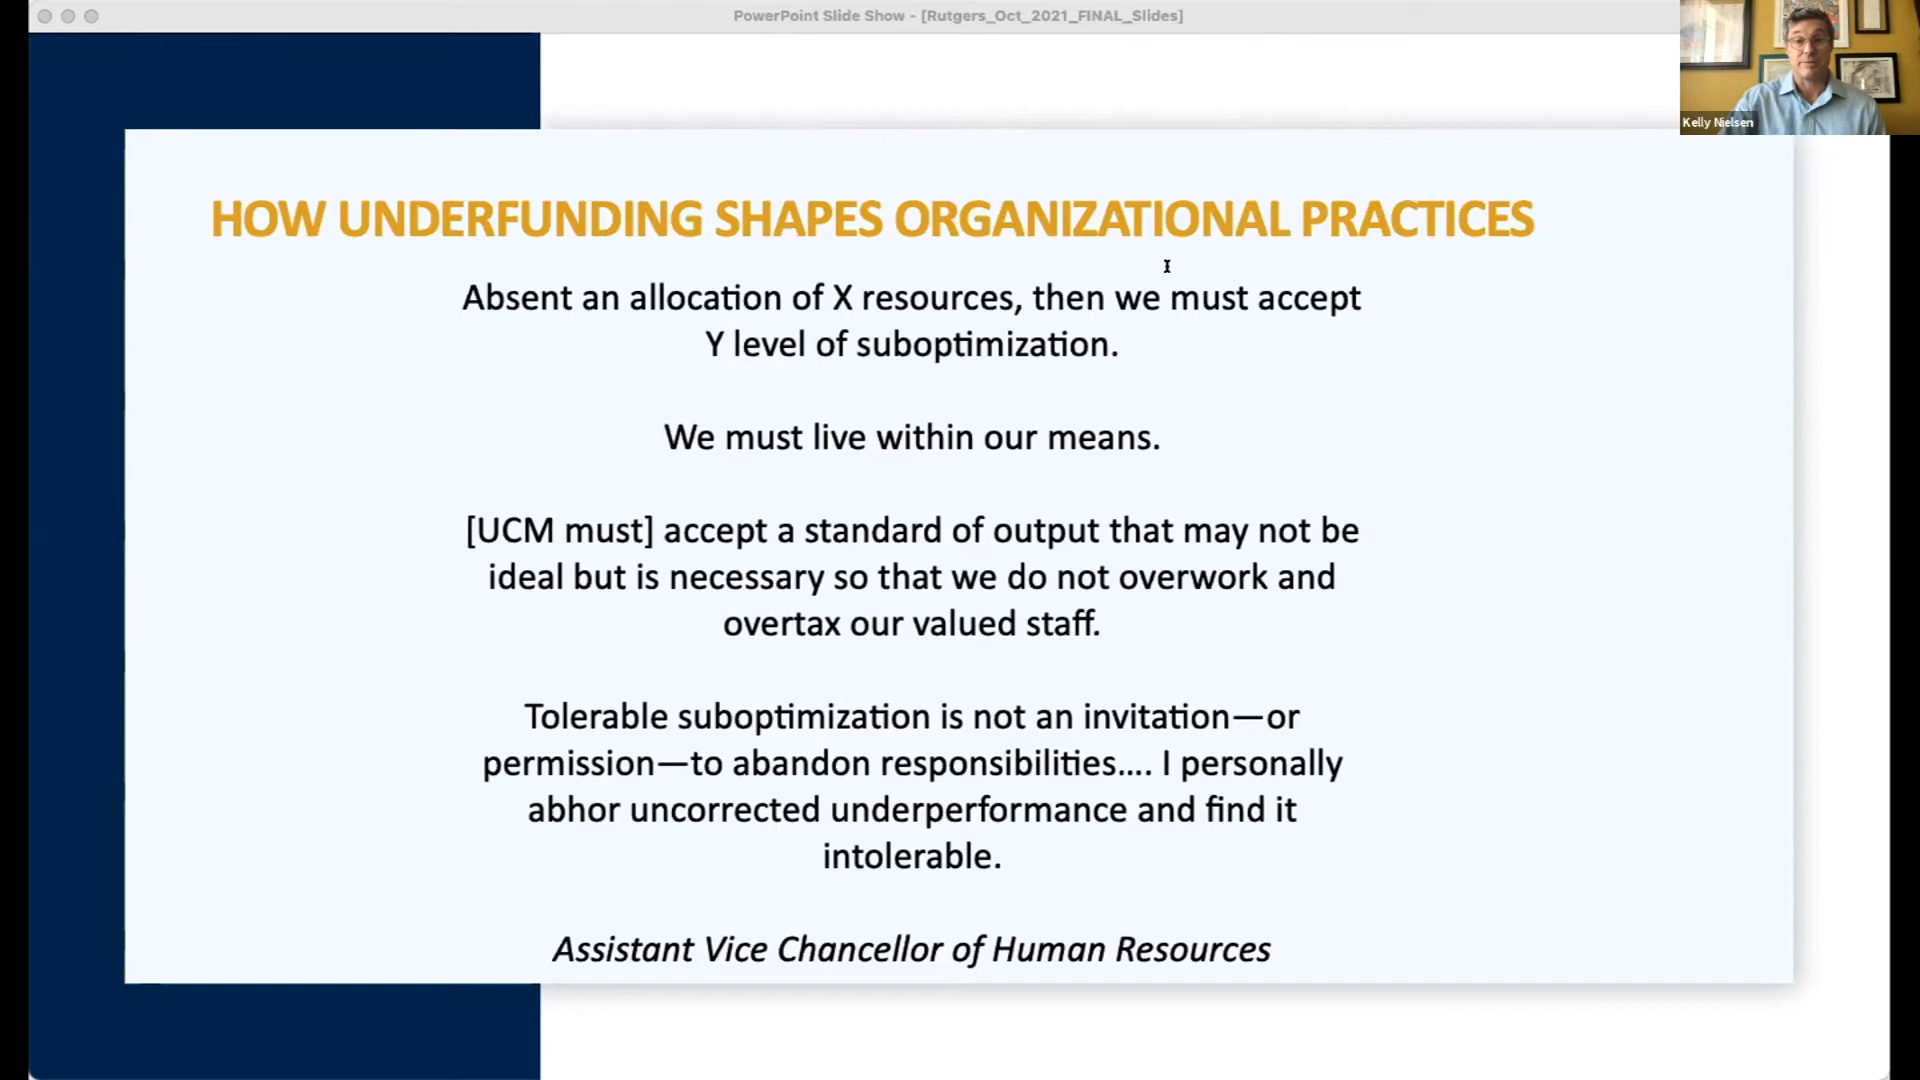 PowerPoint Slide Show - [Rutgers_Oct_2021_FINAL_Slides]
Kelly Nielsen
HOW UNDERFUNDING SHAPES ORGANIZATIONAL PRACTICES
Absent an allocation of X resources, then we must accept
Y level of suboptimization.
We must live within our means.
[UCM must] accept a standard of output that may not be
ideal but is necessary so that we do not overwork and
overtax our valued staff.
Tolerable suboptimization is not an invitation—or
permission—to abandon responsibilities.... I personally
abhor uncorrected underperformance and find it
intolerable.
Assistant Vice Chancellor of Human Resources